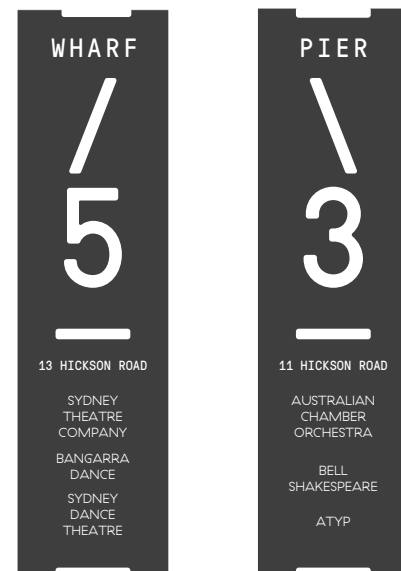 WHARF
/
5
13 HICKSON ROAD
SYDNEY
THEATRE
COMPANY
BANGARRA
DANCE
SYDNEY
DANCE
THEATRE
PIER
\
3
11 HICKSON ROAD
AUSTRALIAN
CHAMBER
ORCHESTRA
BELL
SHAKESPEARE
ATYP